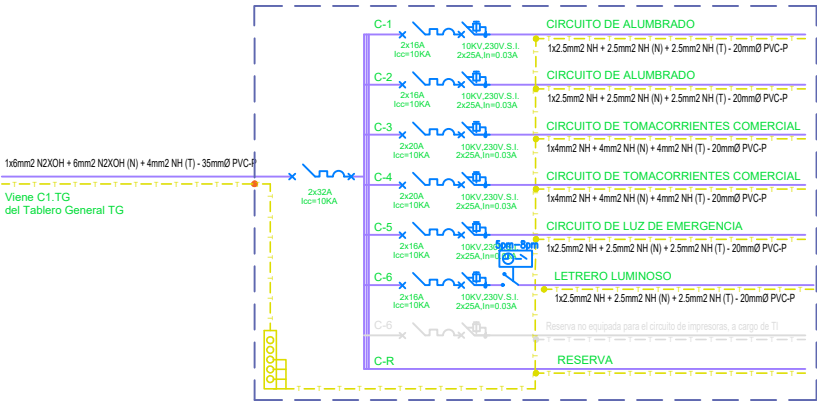 C-1
CIRCUITO DE ALUMBRADO
2x16A
Icc=10KA
10KV,230V.S.I.
2x25A,In=0.03A
1x2.5mm2 NH + 2.5mm2 NH (N) + 2.5mm2 NH (T) - 20mmØ PVC-P
C-2
CIRCUITO DE ALUMBRADO
2x16A
Icc=10KA
10KV,230V.S.I.
2x25A,In=0.03A
1x2.5mm2 NH + 2.5mm2 NH (N) + 2.5mm2 NH (T) - 20mmØ PVC-P
C-3
CIRCUITO DE TOMACORRIENTES COMERCIAL
2x20A
Icc=10KA
10KV,230V.S.I.
2x25A,In=0.03A
1x4mm2 NH + 4mm2 NH (N) + 4mm2 NH (T) - 20mmØ PVC-P
1x6mm2 N2XOH + 6mm2 N2XOH (N) + 4mm2 NH (T) - 35mmØ PVC-P
Viene C1.TG
del Tablero General TG
2x32A
Icc=10KA
C-4
CIRCUITO DE TOMACORRIENTES COMERCIAL
2x20A
Icc=10KA
10KV,230V.S.I.
2x25A,In=0.03A
1x4mm2 NH + 4mm2 NH (N) + 4mm2 NH (T) - 20mmØ PVC-P
C-5
CIRCUITO DE LUZ DE EMERGENCIA
2x16A
Icc=10KA
10KV,230V.S.I.
2x25A,In=0.03A
5pm-8pm
1x2.5mm2 NH + 2.5mm2 NH (N) + 2.5mm2 NH (T) - 20mmØ PVC-P
C-6
LETRERO LUMINOSO
2x16A
Icc=10KA
10KV,230V.S.I.
2x25A,In=0.03A
1x2.5mm2 NH + 2.5mm2 NH (N) + 2.5mm2 NH (T) - 20mmØ PVC-P
C-6
Reserva no equipada para el circuito de impresoras, a cargo de TI
C-R
RESERVA